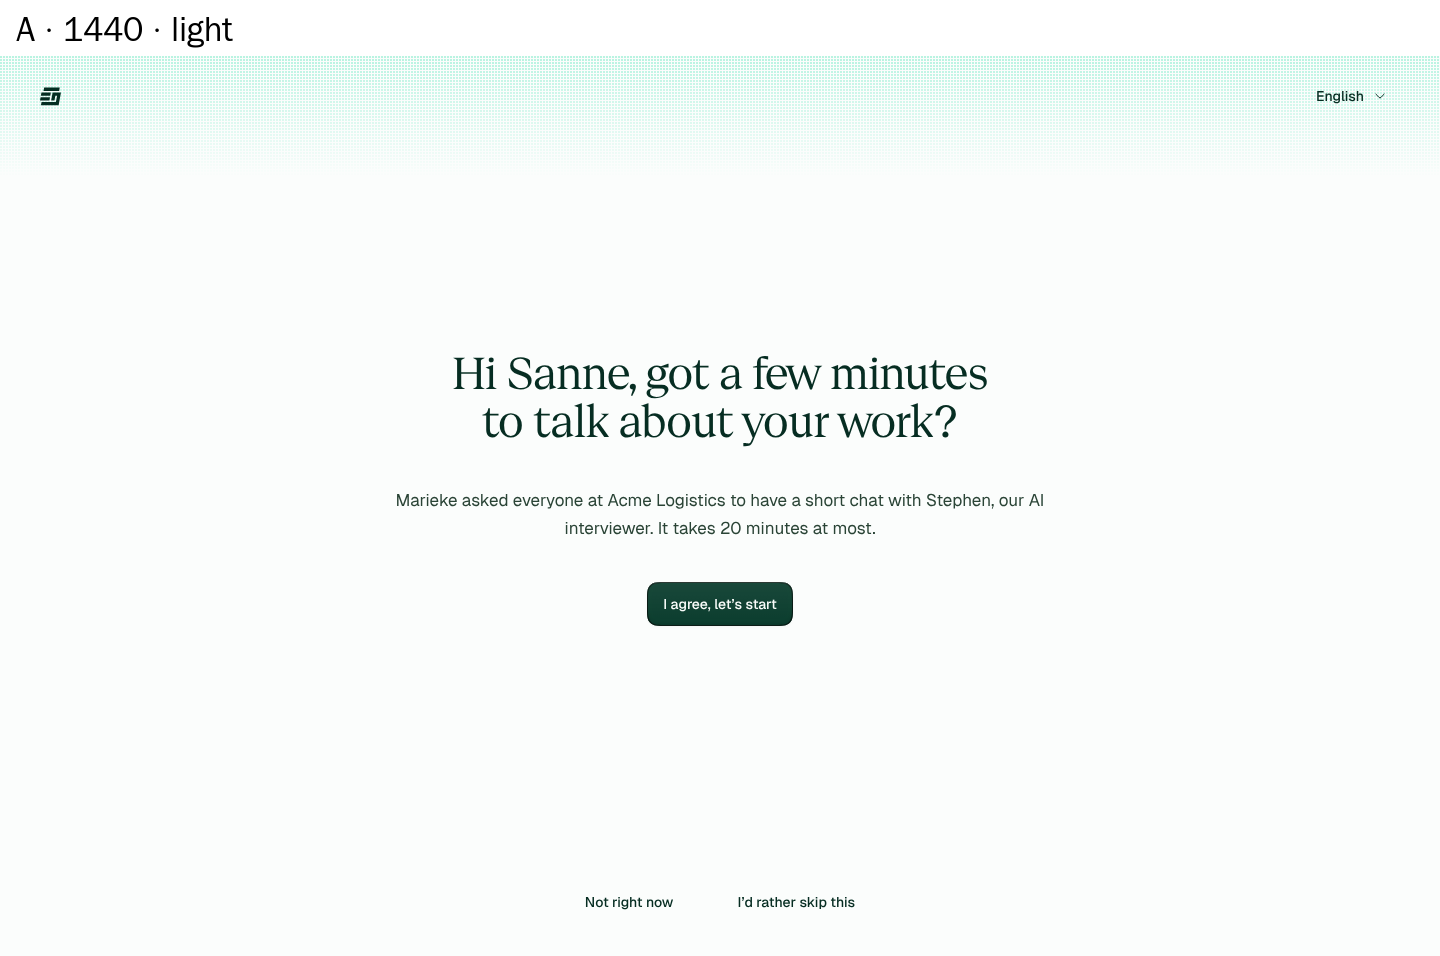 A · 1440 · light
English
Hi Sanne, got a few minutes
to talk about your work?
Marieke asked everyone at Acme Logistics to have a short chat with Stephen, our AI
interviewer. It takes 20 minutes at most.
I agree, let’s start
Not right now
I’d rather skip this